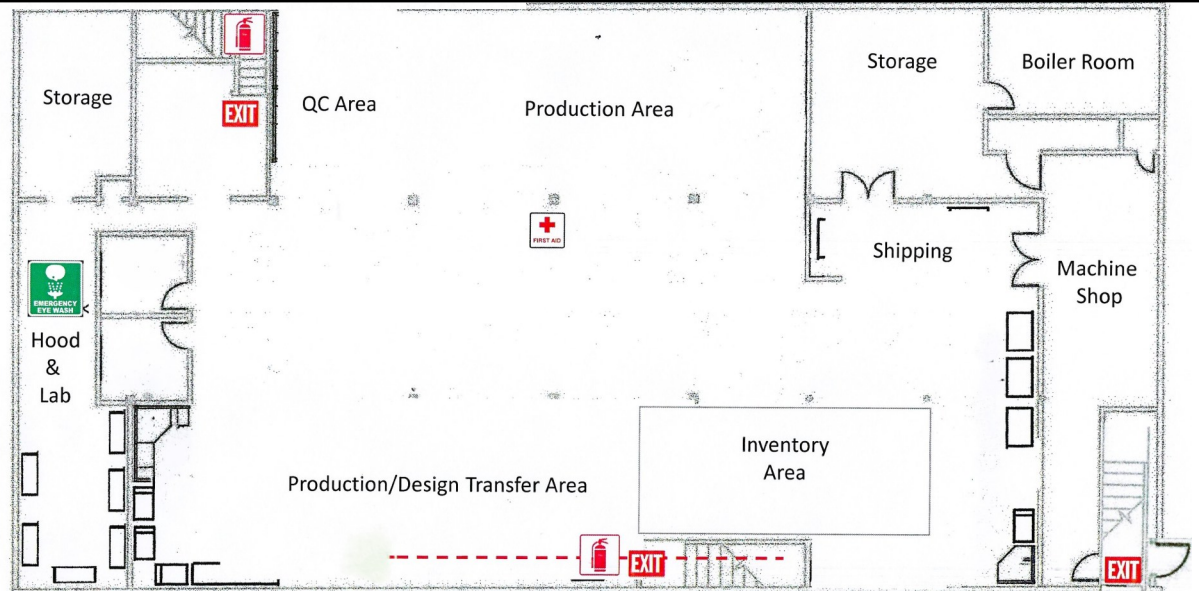 Storage
EXIT
QC Area
Production Area
Storage
Boiler Room
FIRST AID
Shipping
Machine
Shop
EMERGENCY
EYE WASH
Hood
&
Lab
Inventory
Area
Production/Design Transfer Area
EXIT
EXIT